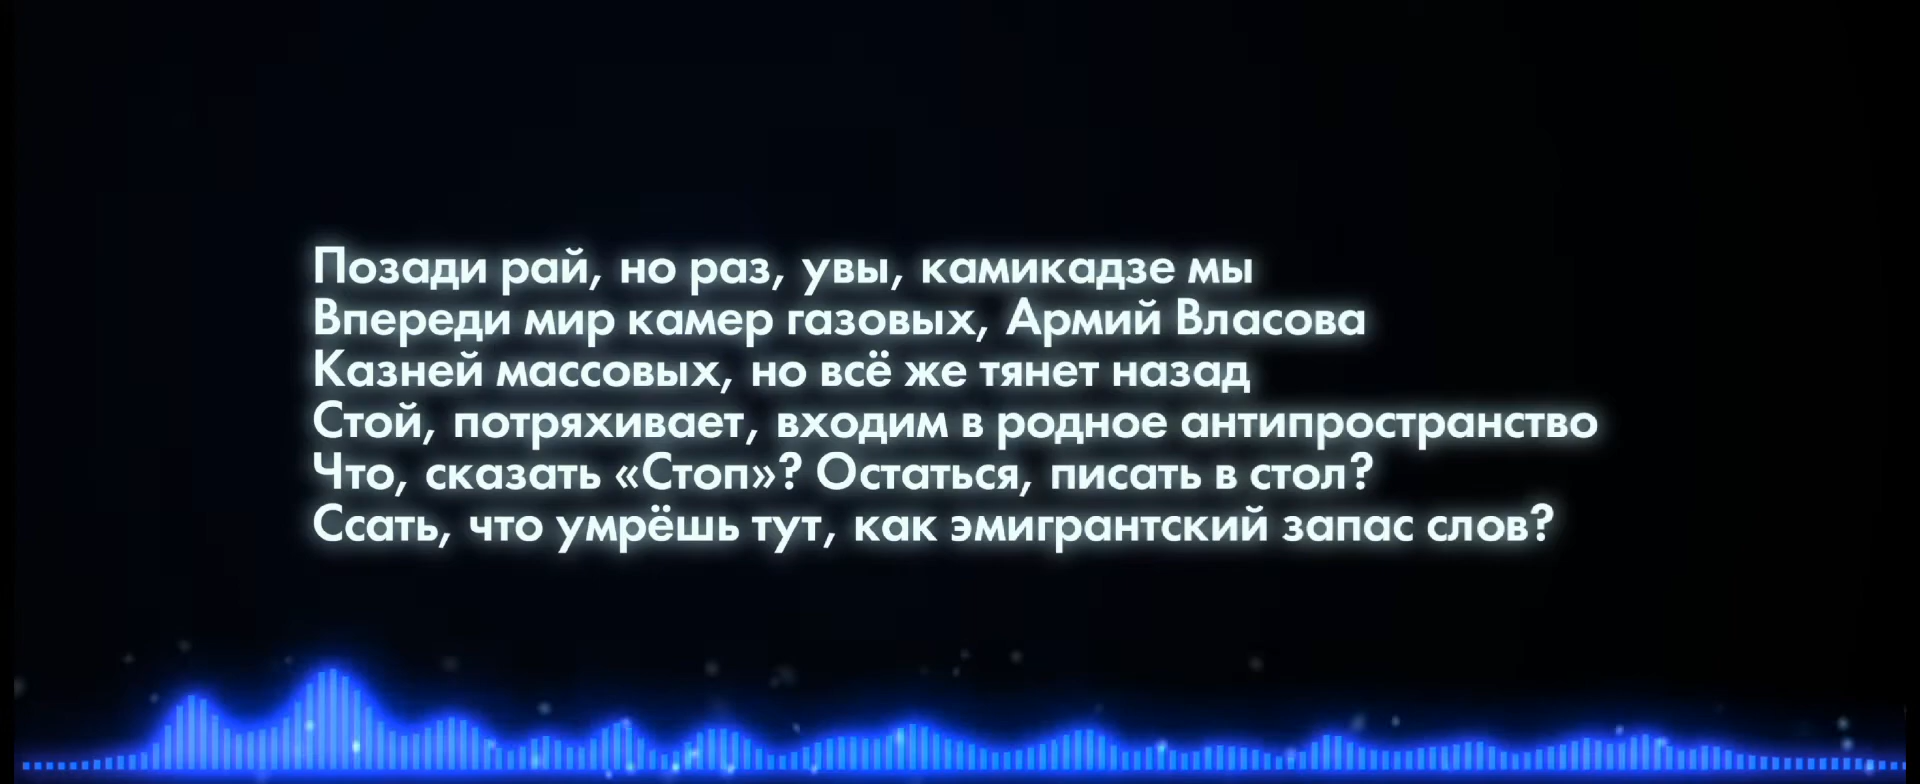 Позади рай, но раз, увы, камикадзе мы
Впереди мир камер газовых, Армий Власова
Казней массовых, но всё же тянет назад
Стой, потряхивает, входим в родное антипространство
Что, сказать «Стоп»? Остаться, писать в стол?
Ссать, что умрёшь тут, как эмигрантский запас слов?